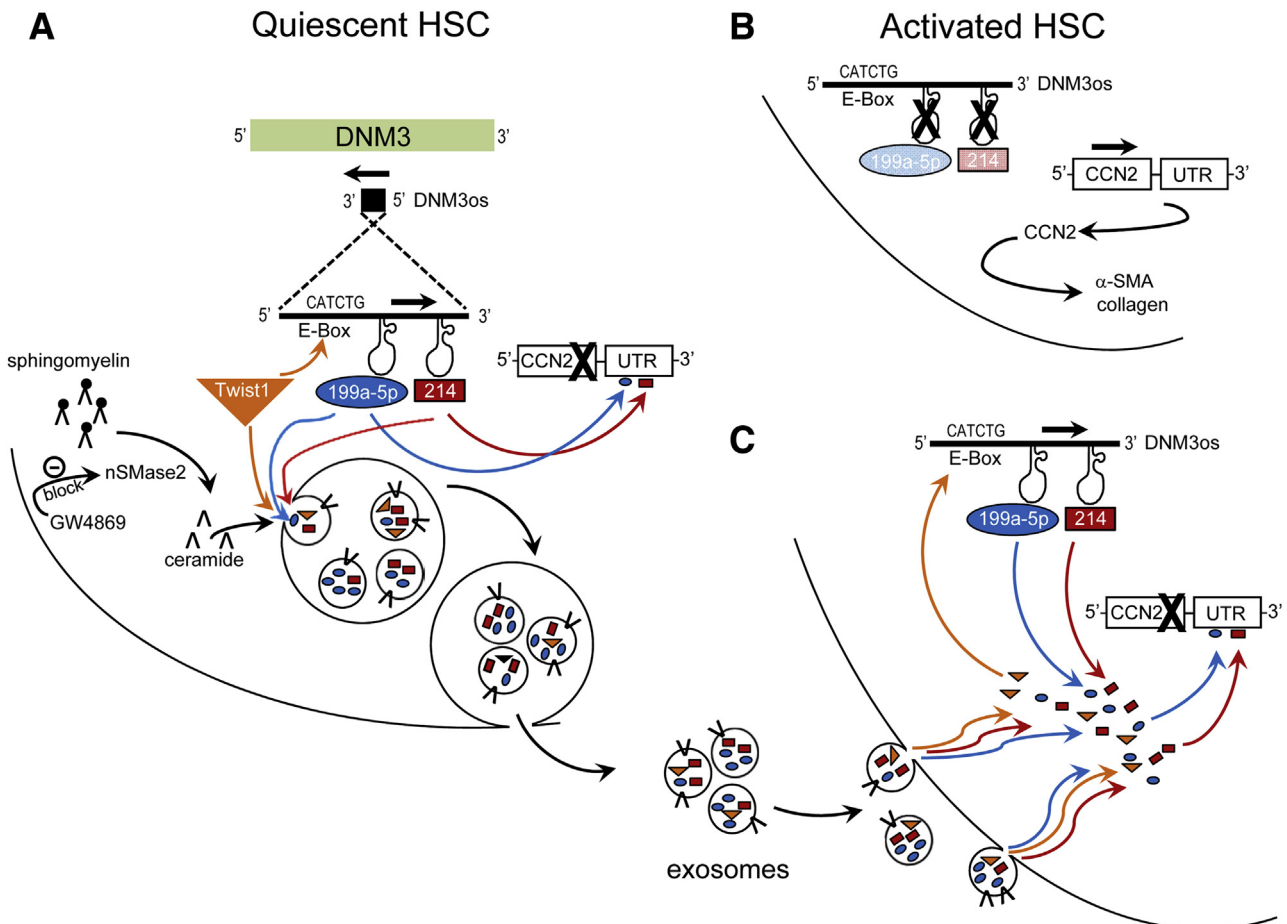 A
Quiescent HSC
5'
DNM3
3'
3'
5' DNM3os
CATCTG
5'
3'
E-Box
sphingomyelin
Twist1
199a-5p
214
5'
CCN2
X
UTR
3'
block
nSMase2
GW4869
ceramide
exosomes
B
Activated HSC
CATCTG
5'
3' DNM3os
E-Box
X
X
199a-5p
214
5'
CCN2
UTR
3'
CCN2
α-SMA
collagen
C
CATCTG
5'
3' DNM3os
E-Box
199a-5p
214
5'
CCN2
X
UTR
3'